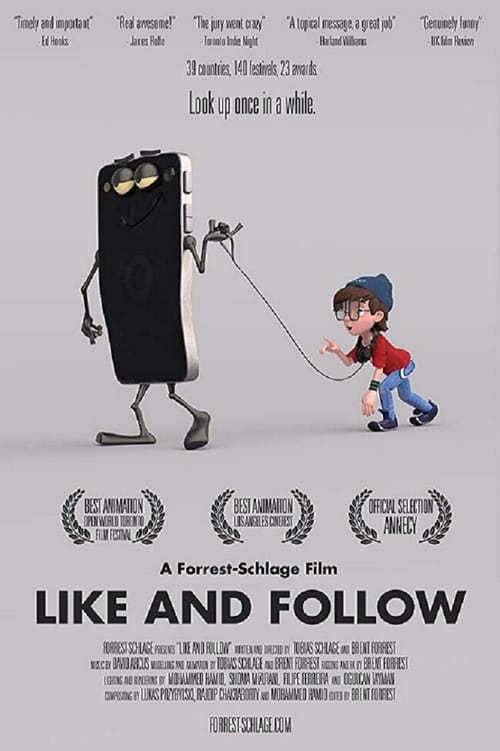 "Timely and important" "Real awesome!" "The jury went crazy" "A topical message, a great job" "Genuinely funny"
- Ed Hooks - James Rolfe - Toronto Indie Night - Harland Williams - UK Film Review
39 countries, 140 festivals, 23 awards.
Look up once in a while.
BEST ANIMATION
OPEN WORLD TORONTO
FILM FESTIVAL
BEST ANIMATION
LOS ANGELES CINEFEST
OFFICIAL SELECTION
ANNECY
A Forrest-Schlage Film
LIKE AND FOLLOW
FORREST-SCHLAGE PRESENTS "LIKE AND FOLLOW" WRITTEN AND DIRECTED BY TOBIAS SCHLAGE AND BRENT FORREST
MUSIC BY DAVID ARCUS MODELLING AND ANIMATION BY TOBIAS SCHLAGE AND BRENT FORREST RIGGING AND FX BY BRENT FORREST
LIGHTING AND RENDERING BY MOHAMMED HAMID, SHOMA MIZUTANI, FILIPE FERREIRA AND OGULCAN TAYMAN
COMPOSITING BY LUKAS PRZYBYLSKI, RAJDIP CHAKRABORTY AND MOHAMMED HAMID EDITED BY BRENT FORREST
FORREST-SCHLAGE.COM